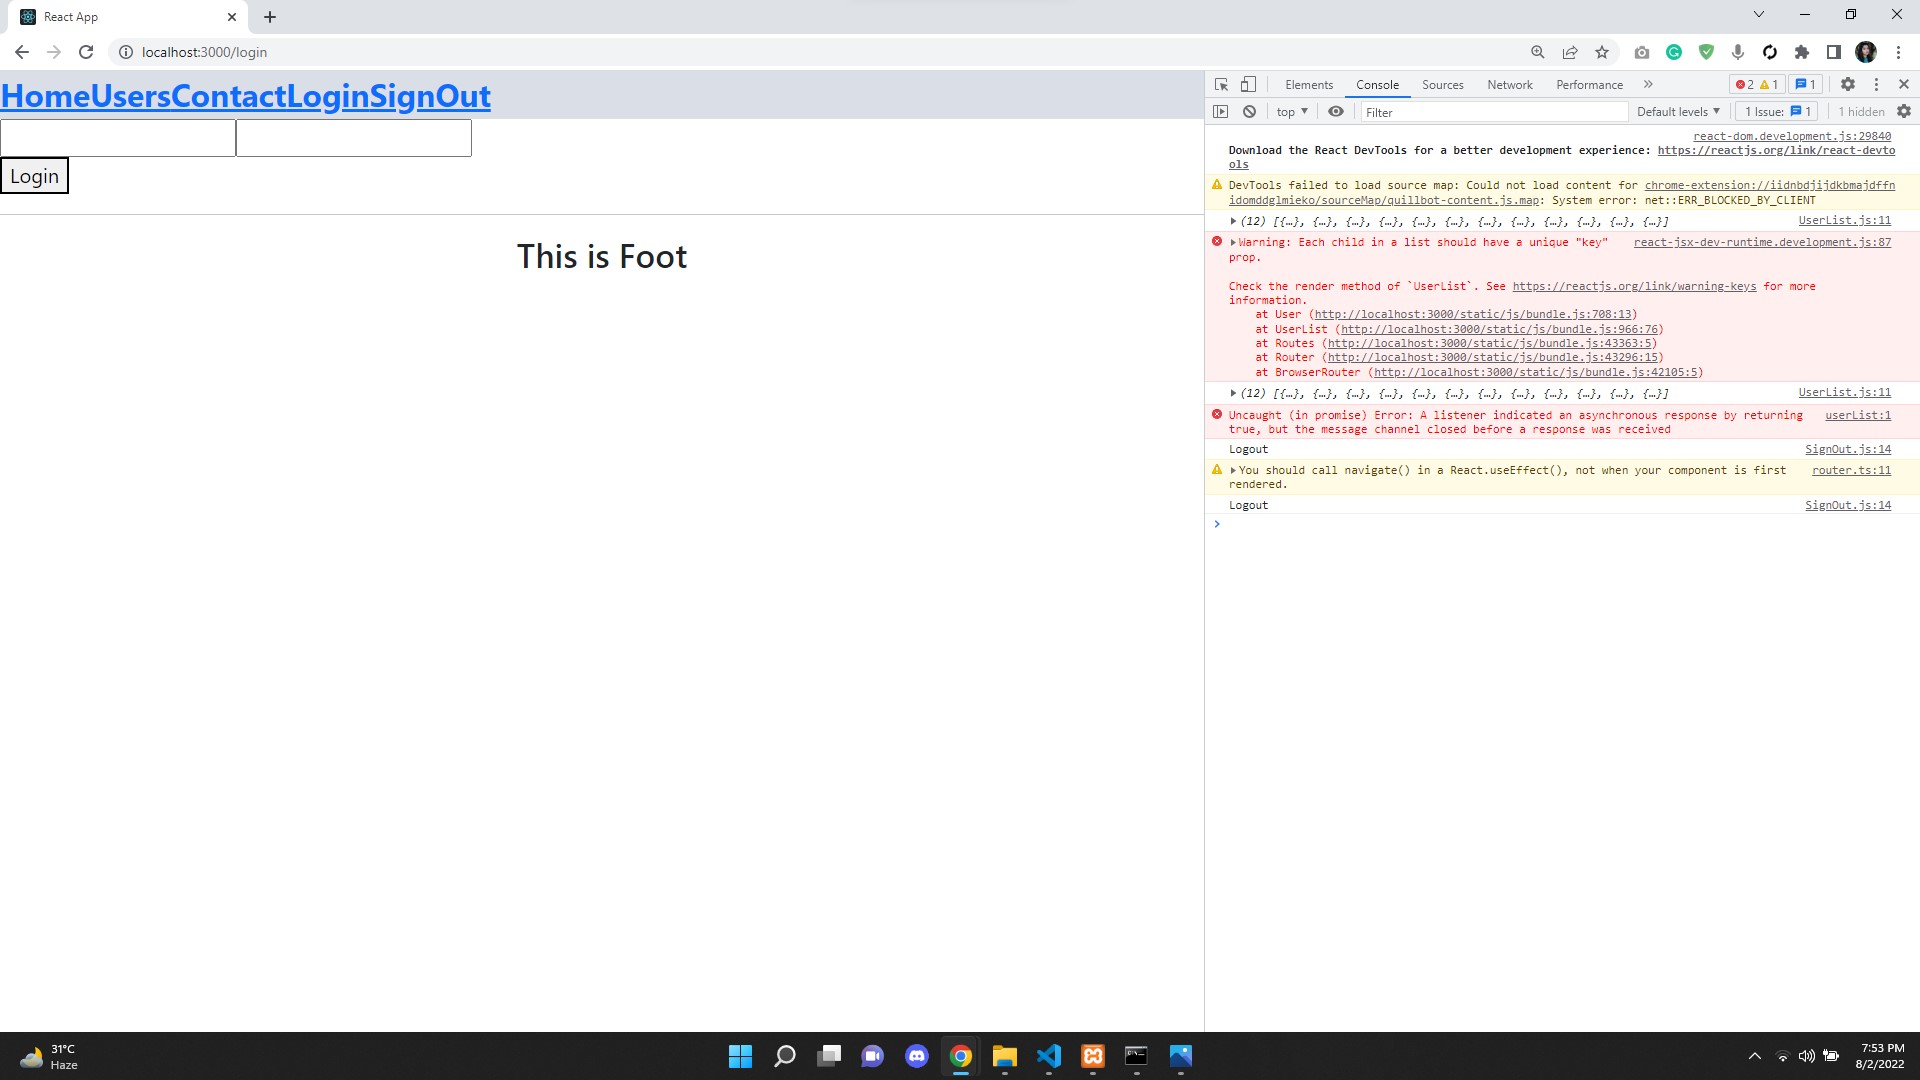 React App
localhost:3000/login
HomeUsersContactLoginSignOut
Login
This is Foot
Elements Console Sources Network Performance 2 1 1
top Filter Default levels 1 Issue: 1 1 hidden
react-dom.development.js:29840
Download the React DevTools for a better development experience: https://reactjs.org/link/react-devto
ols
DevTools failed to load source map: Could not load content for chrome-extension://iidnbdjijdkbmajdffn
idomddglmieko/sourceMap/quillbot-content.js.map: System error: net::ERR_BLOCKED_BY_CLIENT
(12) [{…}, {…}, {…}, {…}, {…}, {…}, {…}, {…}, {…}, {…}, {…}, {…}] UserList.js:11
Warning: Each child in a list should have a unique "key" react-jsx-dev-runtime.development.js:87
prop.
Check the render method of `UserList`. See https://reactjs.org/link/warning-keys for more
information.
at User (http://localhost:3000/static/js/bundle.js:708:13)
at UserList (http://localhost:3000/static/js/bundle.js:966:76)
at Routes (http://localhost:3000/static/js/bundle.js:43363:5)
at Router (http://localhost:3000/static/js/bundle.js:43296:15)
at BrowserRouter (http://localhost:3000/static/js/bundle.js:42105:5)
(12) [{…}, {…}, {…}, {…}, {…}, {…}, {…}, {…}, {…}, {…}, {…}, {…}] UserList.js:11
Uncaught (in promise) Error: A listener indicated an asynchronous response by returning userList:1
true, but the message channel closed before a response was received
Logout SignOut.js:14
You should call navigate() in a React.useEffect(), not when your component is first router.ts:11
rendered.
Logout SignOut.js:14
31°C
Haze
7:53 PM
8/2/2022